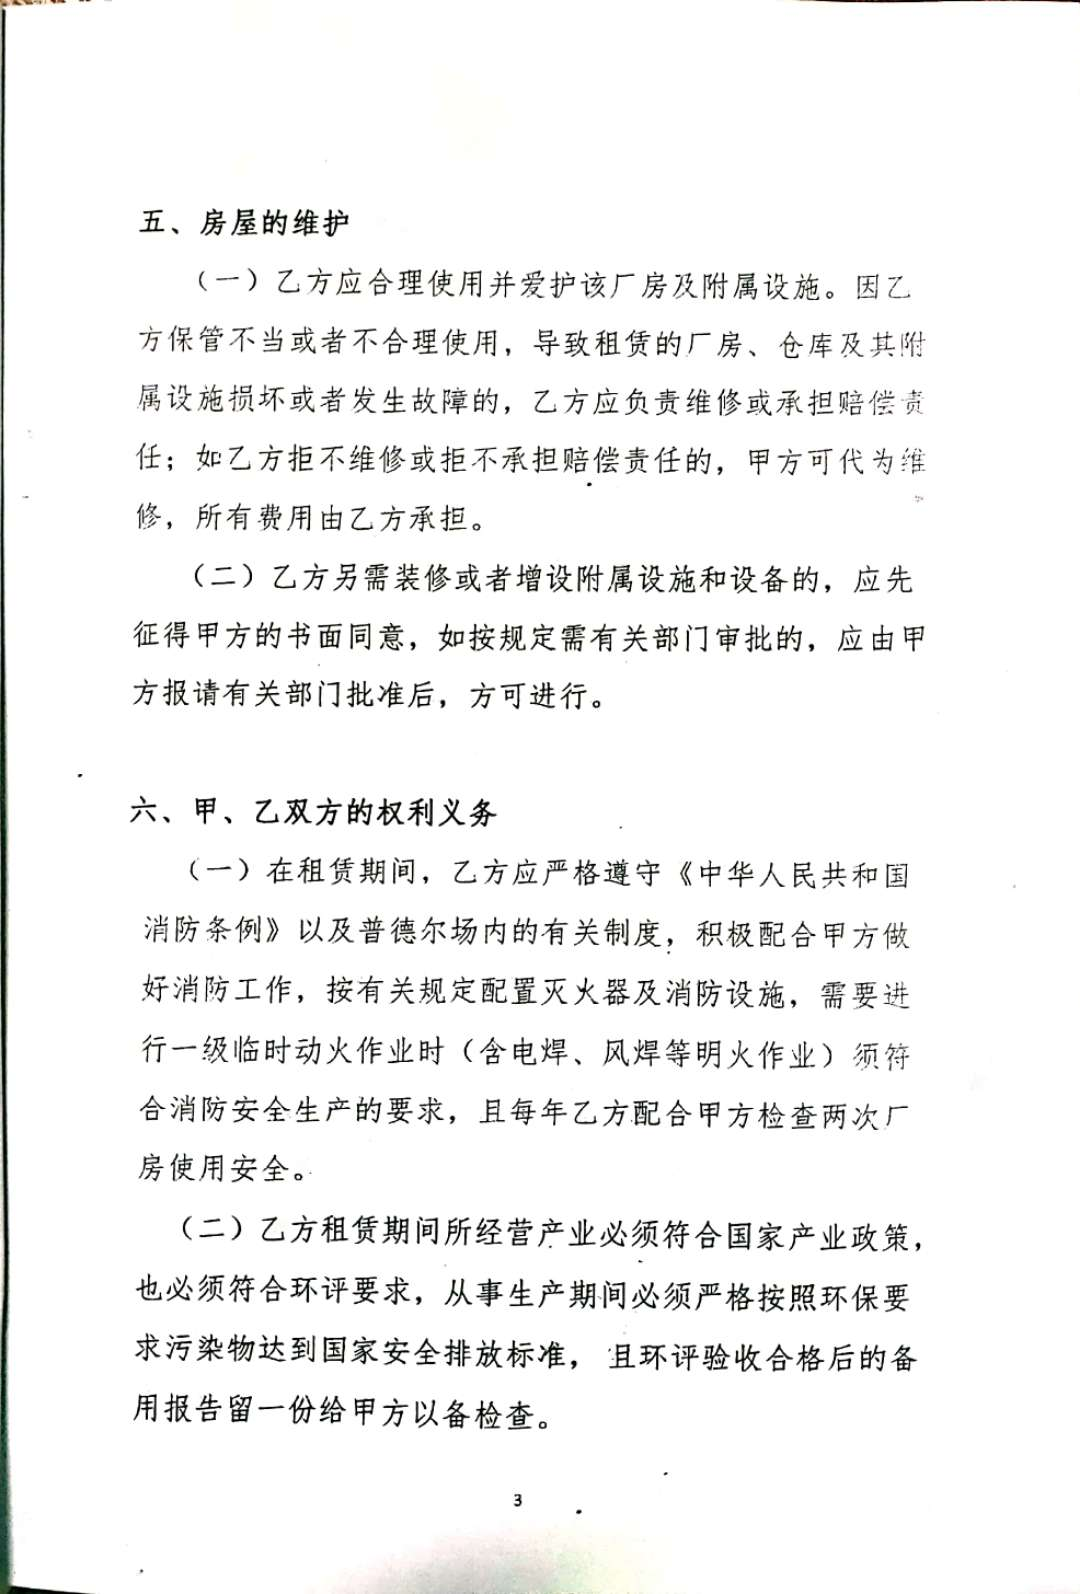 五、房屋的维护
（一）乙方应合理使用并爱护该厂房及附属设施。因乙
方保管不当或者不合理使用，导致租赁的厂房、仓库及其附
属设施损坏或者发生故障的，乙方应负责维修或承担赔偿责
任；如乙方拒不维修或拒不承担赔偿责任的，甲方可代为维
修，所有费用由乙方承担。
（二）乙方另需装修或者增设附属设施和设备的，应先
征得甲方的书面同意，如按规定需有关部门审批的，应由甲
方报请有关部门批准后，方可进行。
六、甲、乙双方的权利义务
（一）在租赁期间，乙方应严格遵守《中华人民共和国
消防条例》以及普德尔场内的有关制度，积极配合甲方做
好消防工作，按有关规定配置灭火器及消防设施，需要进
行一级临时动火作业时（含电焊、风焊等明火作业）须符
合消防安全生产的要求，且每年乙方配合甲方检查两次厂
房使用安全。
（二）乙方租赁期间所经营产业必须符合国家产业政策，
也必须符合环评要求，从事生产期间必须严格按照环保要
求污染物达到国家安全排放标准，且环评验收合格后的备
用报告留一份给甲方以备检查。
3